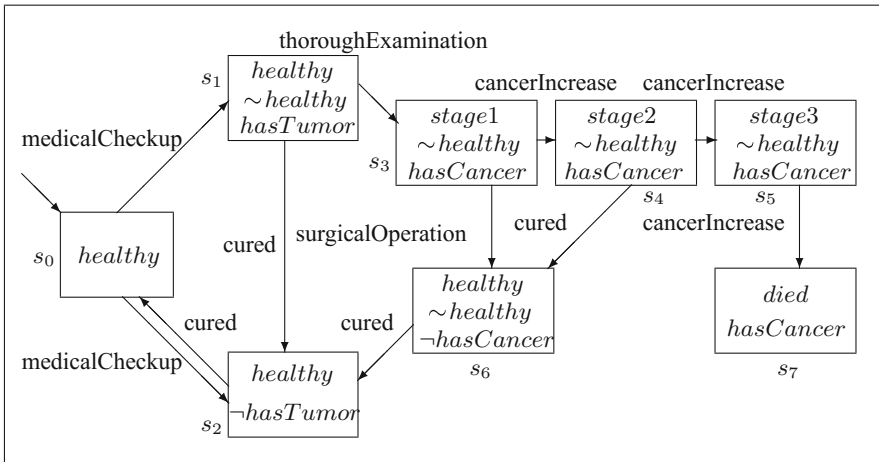 thoroughExamination
s1
healthy
~healthy
hasTumor
cancerIncrease
cancerIncrease
medicalCheckup
s3
stage1
~healthy
hasCancer
stage2
~healthy
hasCancer
s4
stage3
~healthy
hasCancer
s5
s0
healthy
cured
surgicalOperation
cured
cancerIncrease
cured
medicalCheckup
cured
healthy
~healthy
¬hasCancer
s6
died
hasCancer
s7
healthy
¬hasTumor
s2